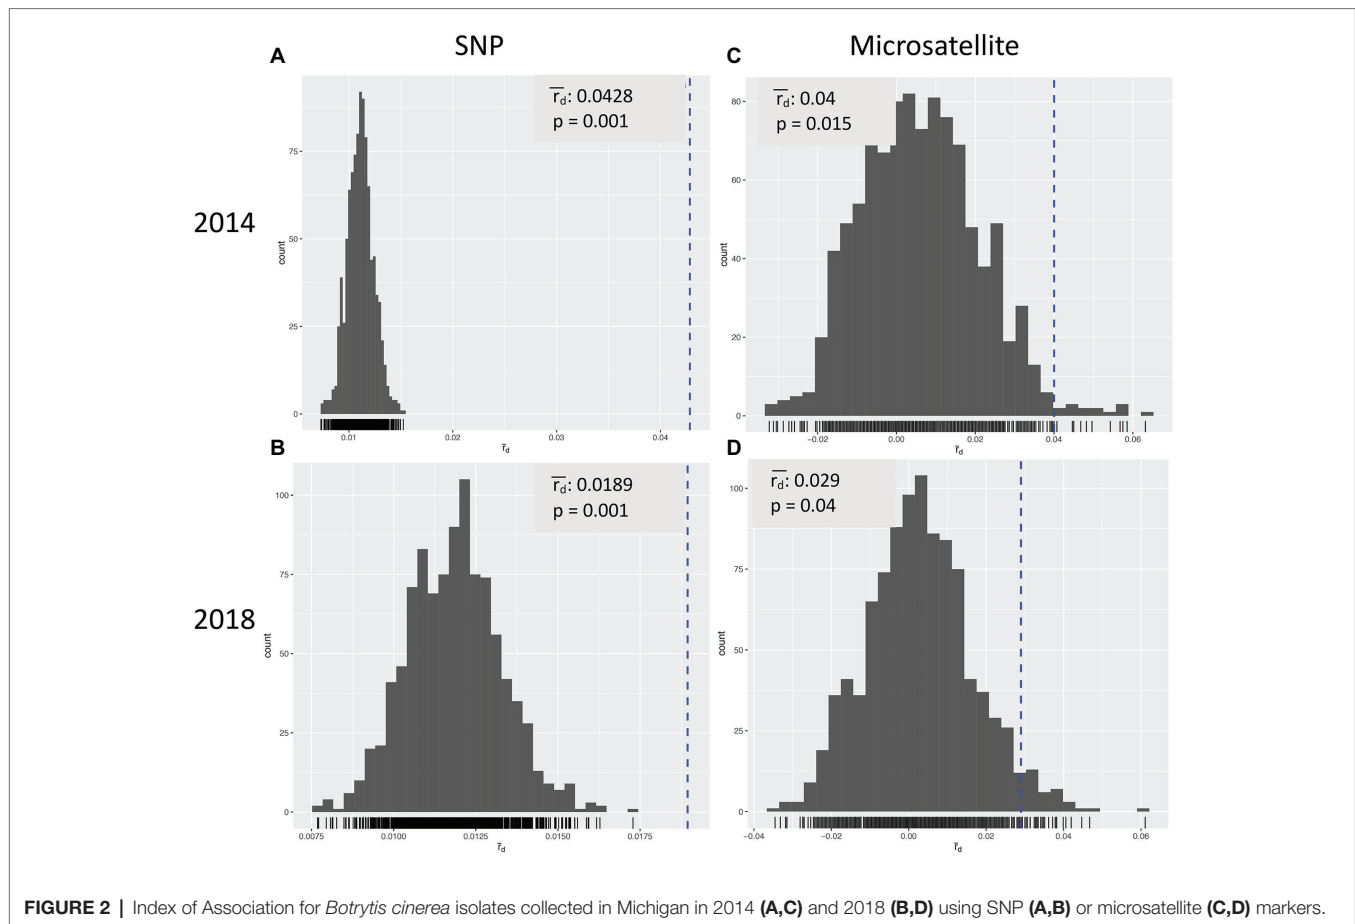 SNP
Microsatellite
A
r̅d: 0.0428
p = 0.001
75
50
25
0
count
0.01 0.02 0.03 0.04
r̅d
C
r̅d: 0.04
p = 0.015
80
60
40
20
0
count
-0.02 0.00 0.02 0.04 0.06
r̅d
2014
B
r̅d: 0.0189
p = 0.001
100
75
50
25
0
count
0.0075 0.0100 0.0125 0.0150 0.0175
r̅d
D
r̅d: 0.029
p = 0.04
100
75
50
25
0
count
-0.04 -0.02 0.00 0.02 0.04 0.06
r̅d
2018
FIGURE 2 | Index of Association for Botrytis cinerea isolates collected in Michigan in 2014 (A,C) and 2018 (B,D) using SNP (A,B) or microsatellite (C,D) markers.